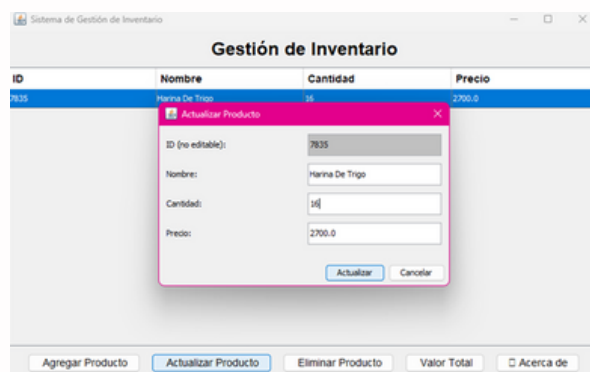 Sistema de Gestión de Inventario
Gestión de Inventario
ID Nombre Cantidad Precio
7835 Harina De Trigo 16 2700.0
Actualizar Producto
ID (no editable): 7835
Nombre: Harina De Trigo
Cantidad: 16
Precio: 2700.0
Actualizar Cancelar
Agregar Producto Actualizar Producto Eliminar Producto Valor Total Acerca de